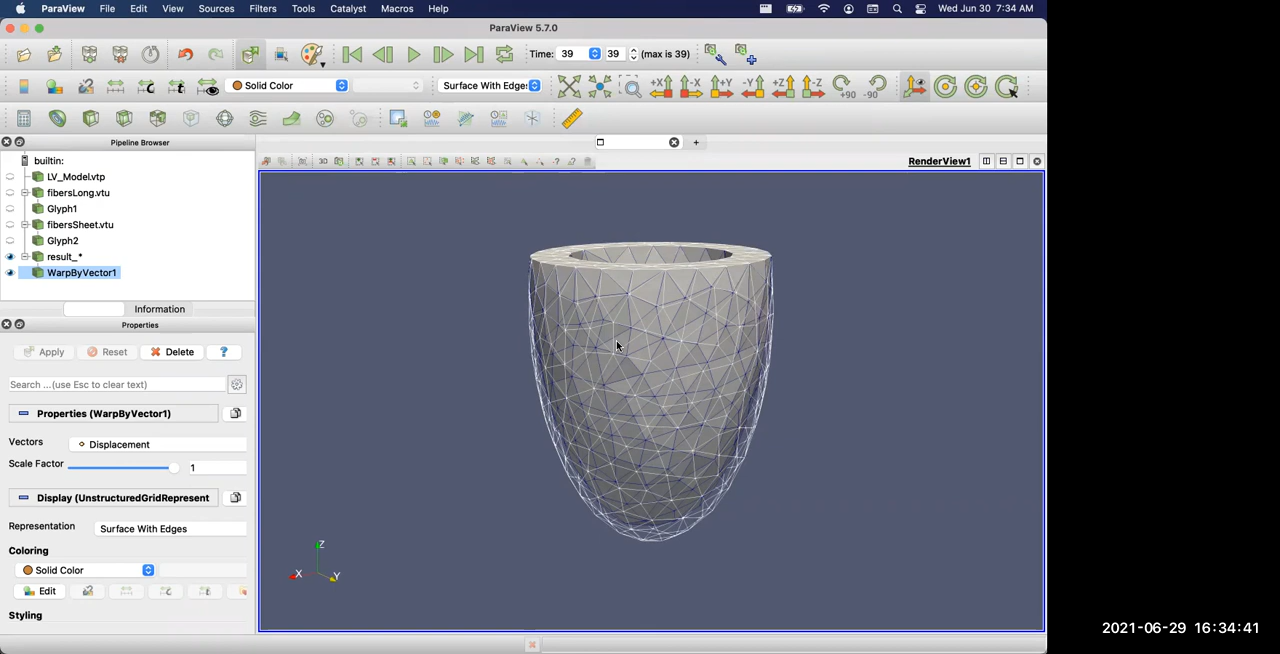 ParaView File Edit View Sources Filters Tools Catalyst Macros Help Wed Jun 30 7:34 AM
ParaView 5.7.0
Time: 39 39 (max is 39)
Solid Color Surface With Edge: +X -X +Y -Y +Z -Z +90 -90
Pipeline Browser
builtin:
LV_Model.vtp
fibersLong.vtu
Glyph1
fibersSheet.vtu
Glyph2
result_*
WarpByVector1
Information
Properties
Apply Reset Delete ?
Search ...(use Esc to clear text)
Properties (WarpByVector1)
Vectors Displacement
Scale Factor 1
Display (UnstructuredGridRepresent
Representation Surface With Edges
Coloring
Solid Color
Edit
Styling
3D RenderView1
Z
X Y
2021-06-29 16:34:41